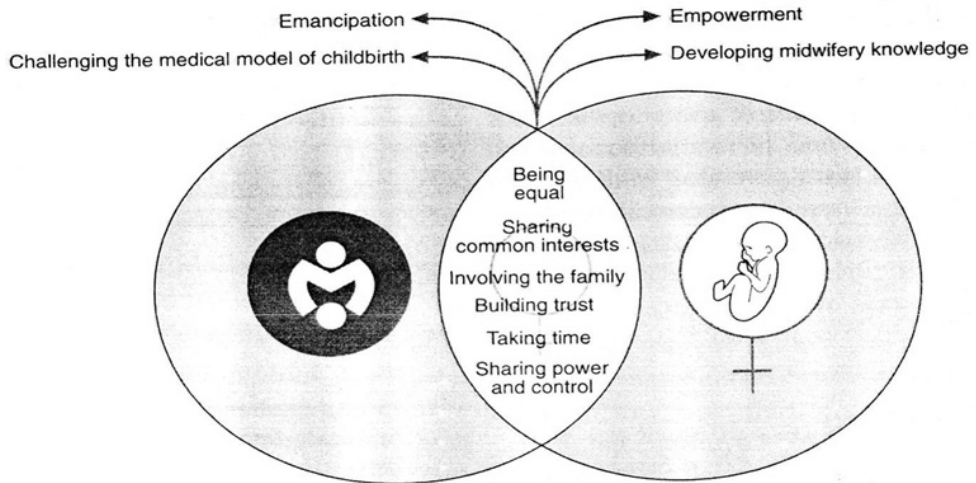 Emancipation
Empowerment
Challenging the medical model of childbirth
Developing midwifery knowledge
Being
equal
Sharing
common interests
Involving the family
Building trust
Taking time
Sharing power
and control